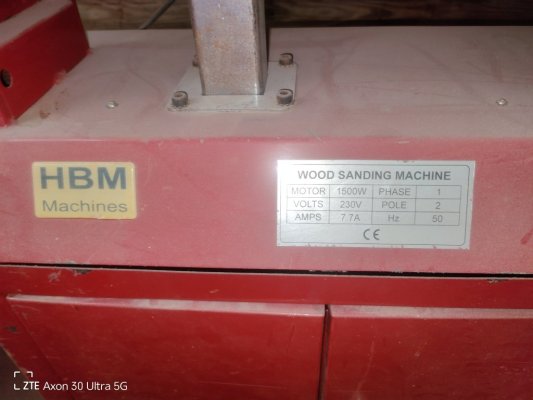 HBM
Machines
WOOD SANDING MACHINE
MOTOR 1500W PHASE 1
VOLTS 230V POLE 2
AMPS 7.7A Hz 50
CE
ZTE Axon 30 Ultra 5G